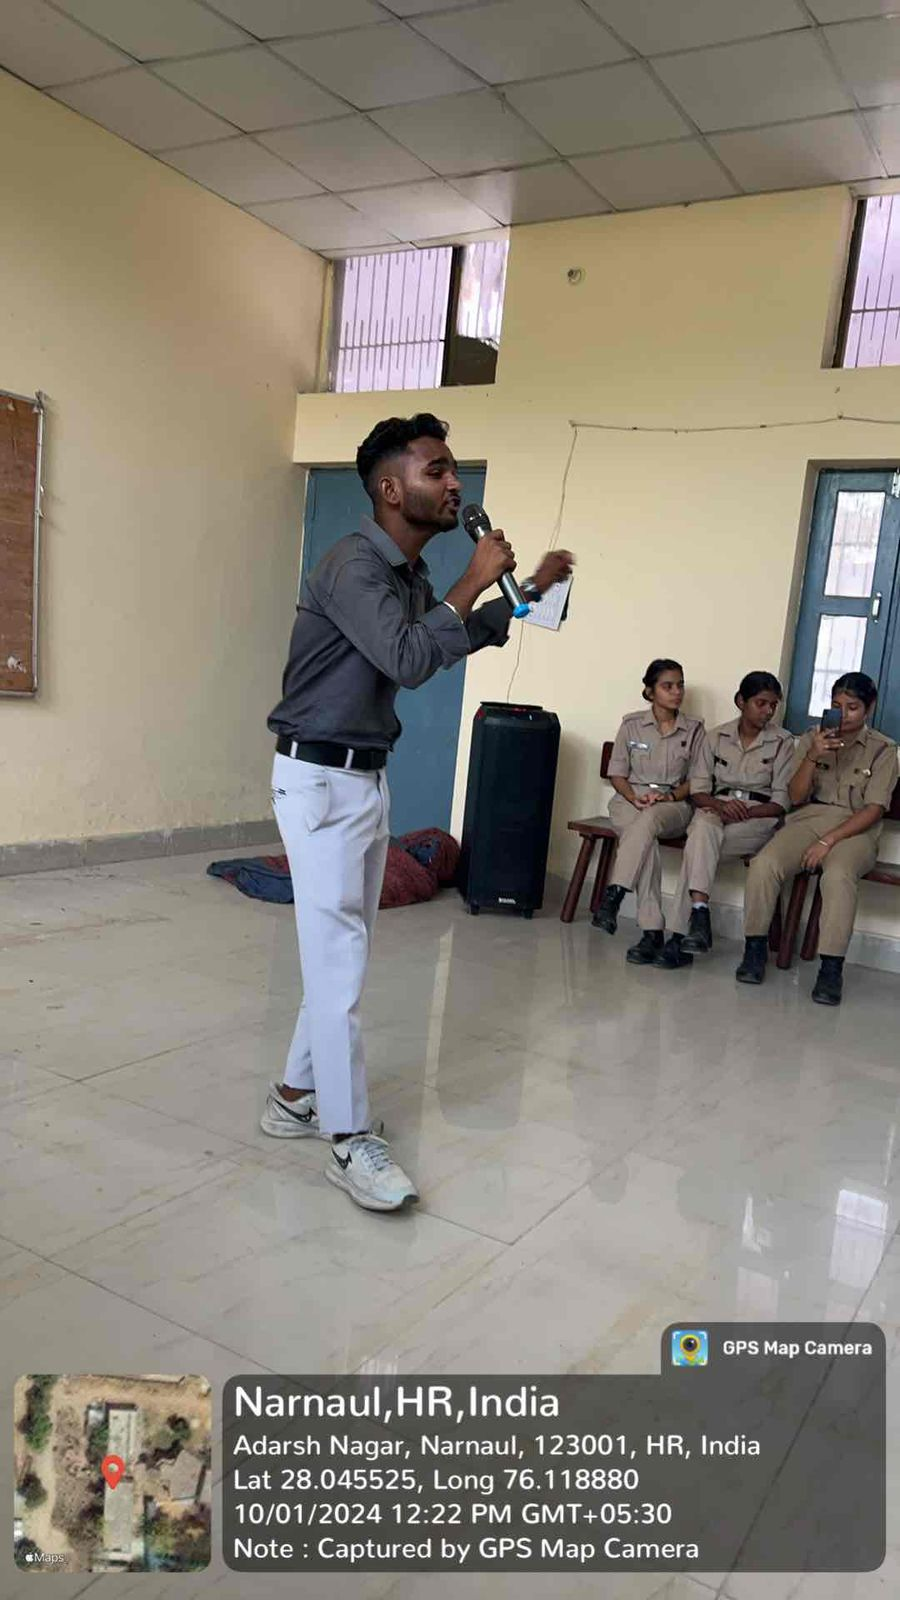 GPS Map Camera
Narnaul,HR,India
Adarsh Nagar, Narnaul, 123001, HR, India
Lat 28.045525, Long 76.118880
10/01/2024 12:22 PM GMT+05:30
Note : Captured by GPS Map Camera
Maps